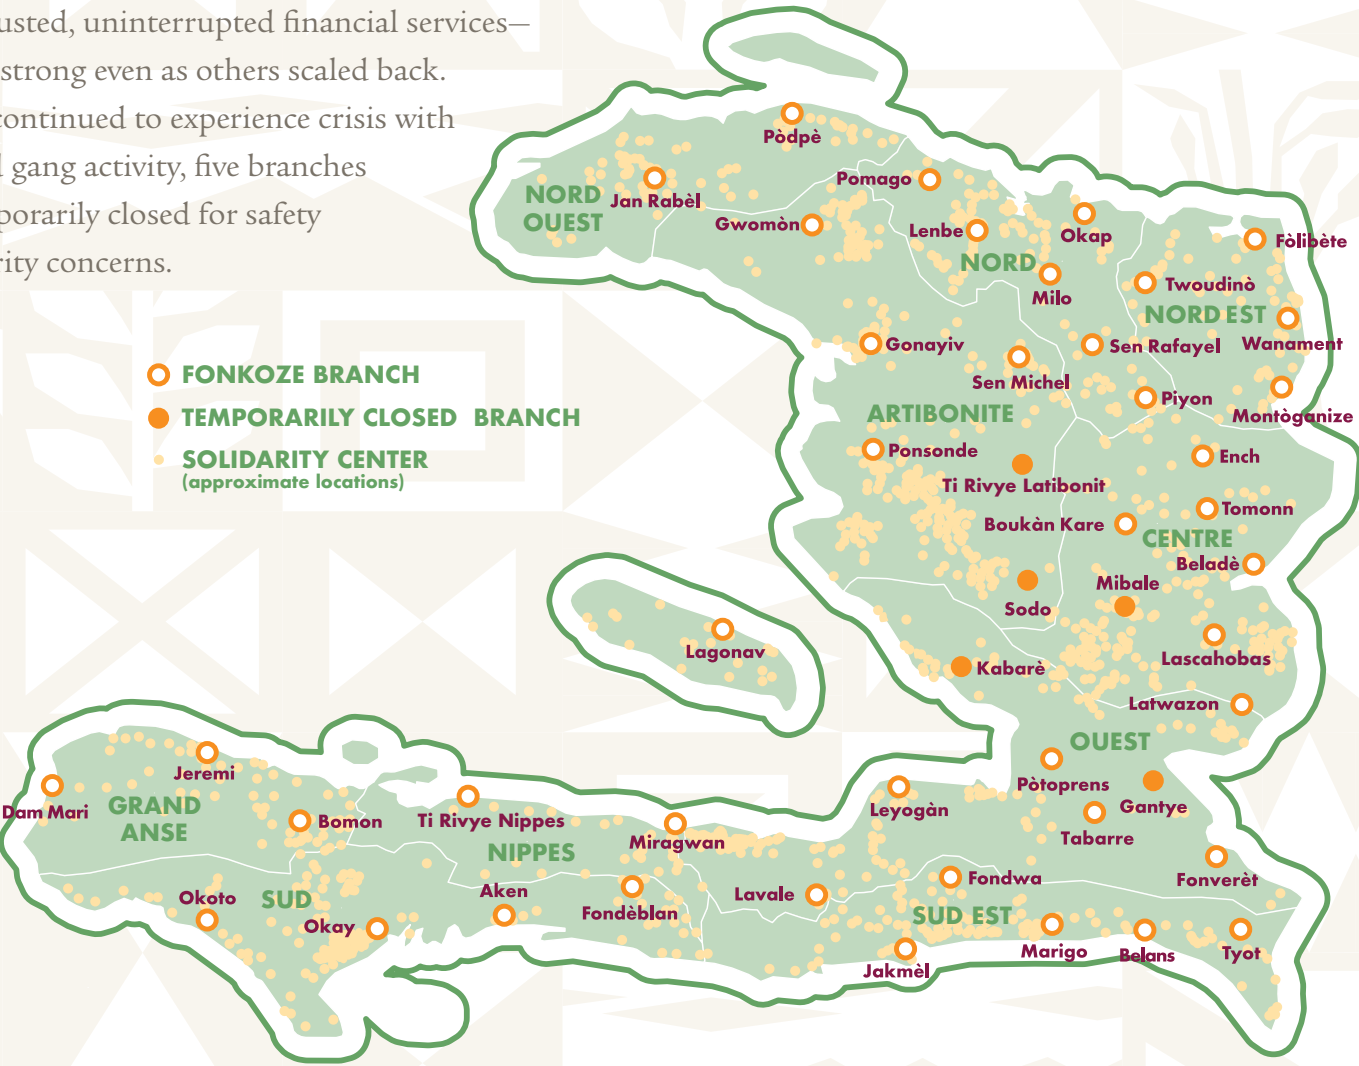 usted, uninterrupted financial services—
strong even as others scaled back.
continued to experience crisis with
gang activity, five branches
porarily closed for safety
rity concerns.
FONKOZE BRANCH
TEMPORARILY CLOSED BRANCH
SOLIDARITY CENTER
(approximate locations)
Pòdpè
NORD
OUEST
Jan Rabèl
Pomago
Gwomòn
Lenbe
Okap
Fòlibète
NORD
Milo
Twoudinò
NORD EST
Wanament
Gonayiv
Sen Michel
Sen Rafayel
Piyon
Montòganize
ARTIBONITE
Ponsonde
Ti Rivye Latibonit
Ench
Boukàn Kare
Tomonn
CENTRE
Beladè
Mibale
Sodo
Lagonav
Kabarè
Lascahobas
Latwazon
OUEST
Pòtoprens
Gantye
Tabarre
Leyogàn
Fonverèt
Jeremi
Dam Mari
GRAND
ANSE
Bomon
Ti Rivye Nippes
NIPPES
Miragwan
Okoto
SUD
Okay
Aken
Fondèblan
Lavale
Fondwa
SUD EST
Jakmèl
Marigo
Belans
Tyot